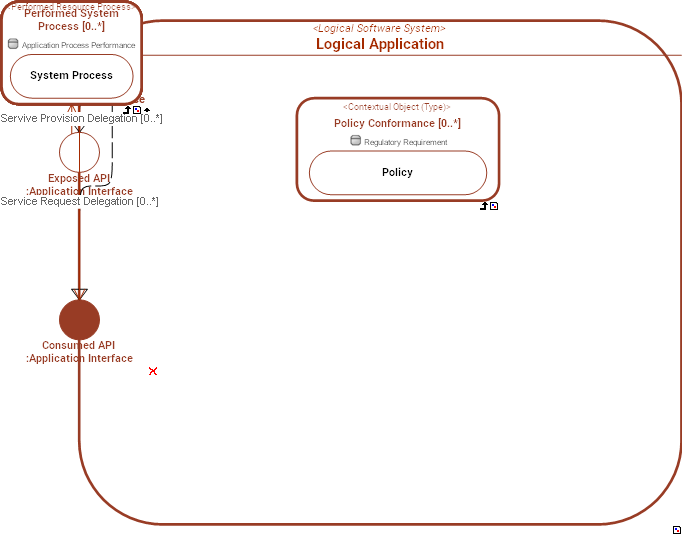 <Performed Resource Process>
Performed System
Process [0..*]
Application Process Performance
System Process
Servive Provision Delegation [0..*]
Exposed API
:Application Interface
Service Request Delegation [0..*]
Consumed API
:Application Interface
<Logical Software System>
Logical Application
<Contextual Object (Type)>
Policy Conformance [0..*]
Regulatory Requirement
Policy